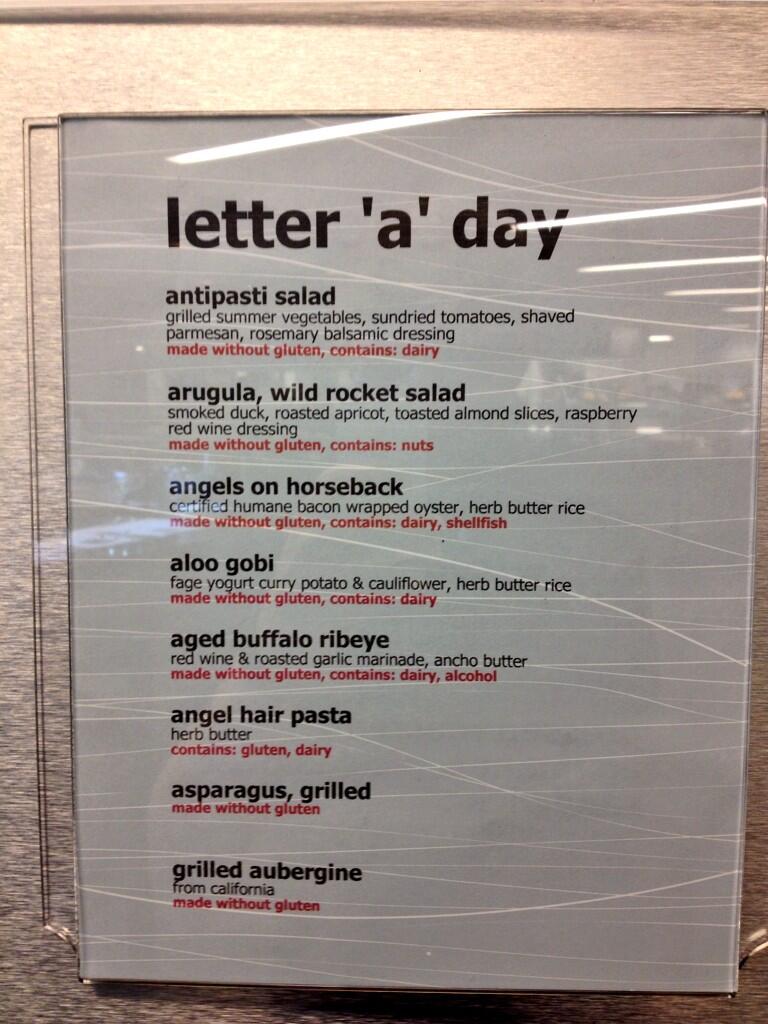 letter 'a' day
antipasti salad
grilled summer vegetables, sundried tomatoes, shaved
parmesan, rosemary balsamic dressing
made without gluten, contains: dairy
arugula, wild rocket salad
smoked duck, roasted apricot, toasted almond slices, raspberry
red wine dressing
made without gluten, contains: nuts
angels on horseback
certified humane bacon wrapped oyster, herb butter rice
made without gluten, contains: dairy, shellfish
aloo gobi
fage yogurt curry potato & cauliflower, herb butter rice
made without gluten, contains: dairy
aged buffalo ribeye
red wine & roasted garlic marinade, ancho butter
made without gluten, contains: dairy, alcohol
angel hair pasta
herb butter
contains: gluten, dairy
asparagus, grilled
made without gluten
grilled aubergine
from california
made without gluten